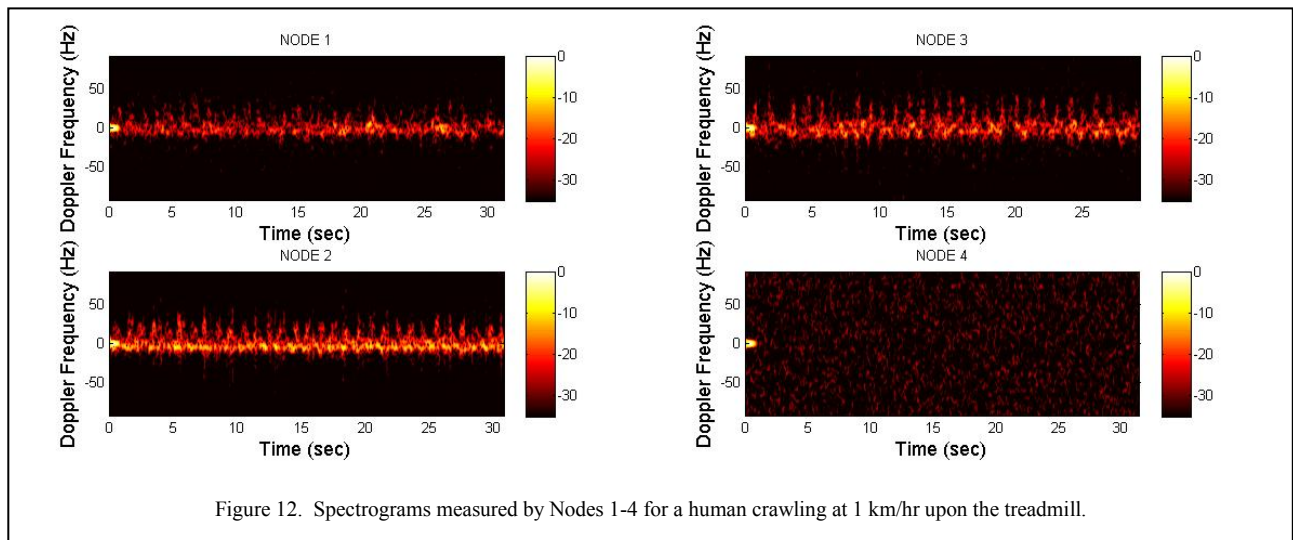 NODE 1
Doppler Frequency (Hz)
50
0
-50
0 5 10 15 20 25 30
Time (sec)
0
-10
-20
-30
NODE 3
Doppler Frequency (Hz)
50
0
-50
0 5 10 15 20 25
Time (sec)
0
-10
-20
-30
NODE 2
Doppler Frequency (Hz)
50
0
-50
0 5 10 15 20 25 30
Time (sec)
0
-10
-20
-30
NODE 4
Doppler Frequency (Hz)
50
0
-50
0 5 10 15 20 25 30
Time (sec)
0
-10
-20
-30
Figure 12. Spectrograms measured by Nodes 1-4 for a human crawling at 1 km/hr upon the treadmill.